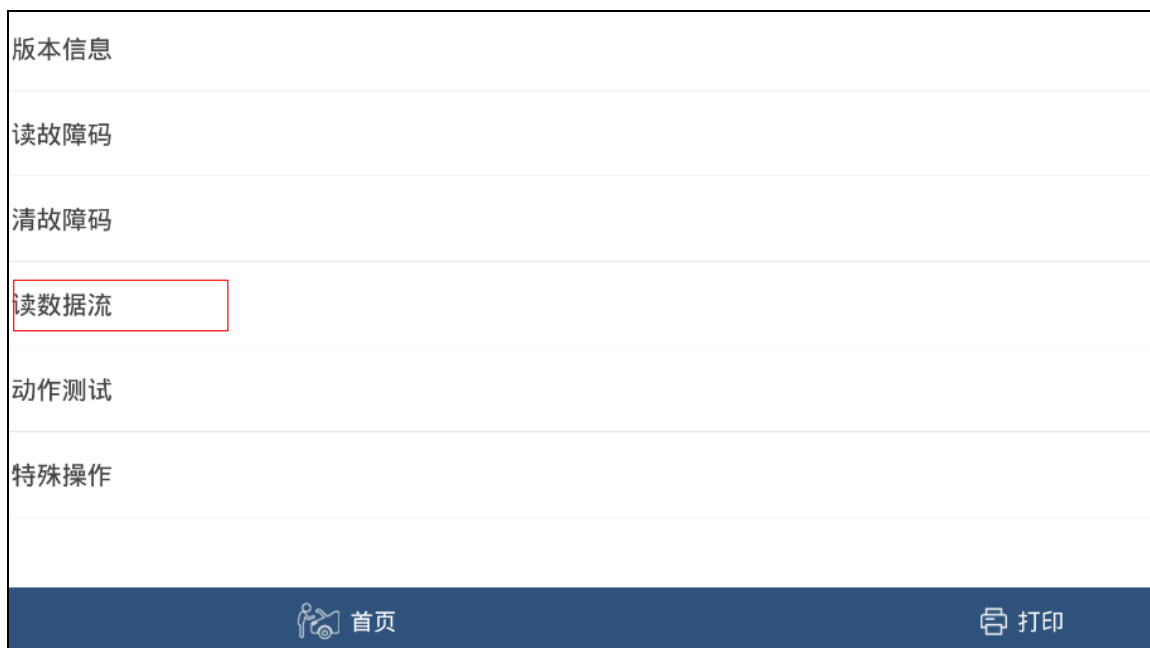 版本信息
读故障码
清故障码
读数据流
动作测试
特殊操作
首页
打印